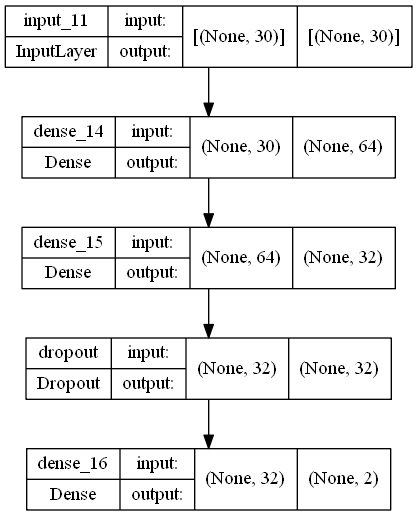 input_11 input: [(None, 30)] [(None, 30)]
InputLayer output:
dense_14 input: (None, 30) (None, 64)
Dense output:
dense_15 input: (None, 64) (None, 32)
Dense output:
dropout input: (None, 32) (None, 32)
Dropout output:
dense_16 input: (None, 32) (None, 2)
Dense output: